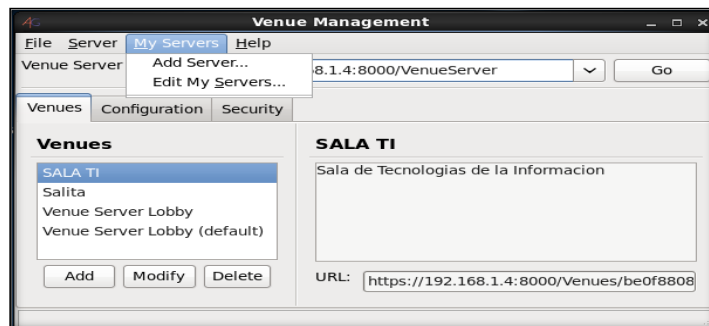 Venue Management
File Server My Servers Help
Add Server...
Edit My Servers...
Venue Server 8.1.4:8000/VenueServer Go
Venues Configuration Security
Venues
SALA TI
Salita
Venue Server Lobby
Venue Server Lobby (default)
Add Modify Delete
SALA TI
Sala de Tecnologias de la Informacion
URL: https://192.168.1.4:8000/Venues/be0f8808